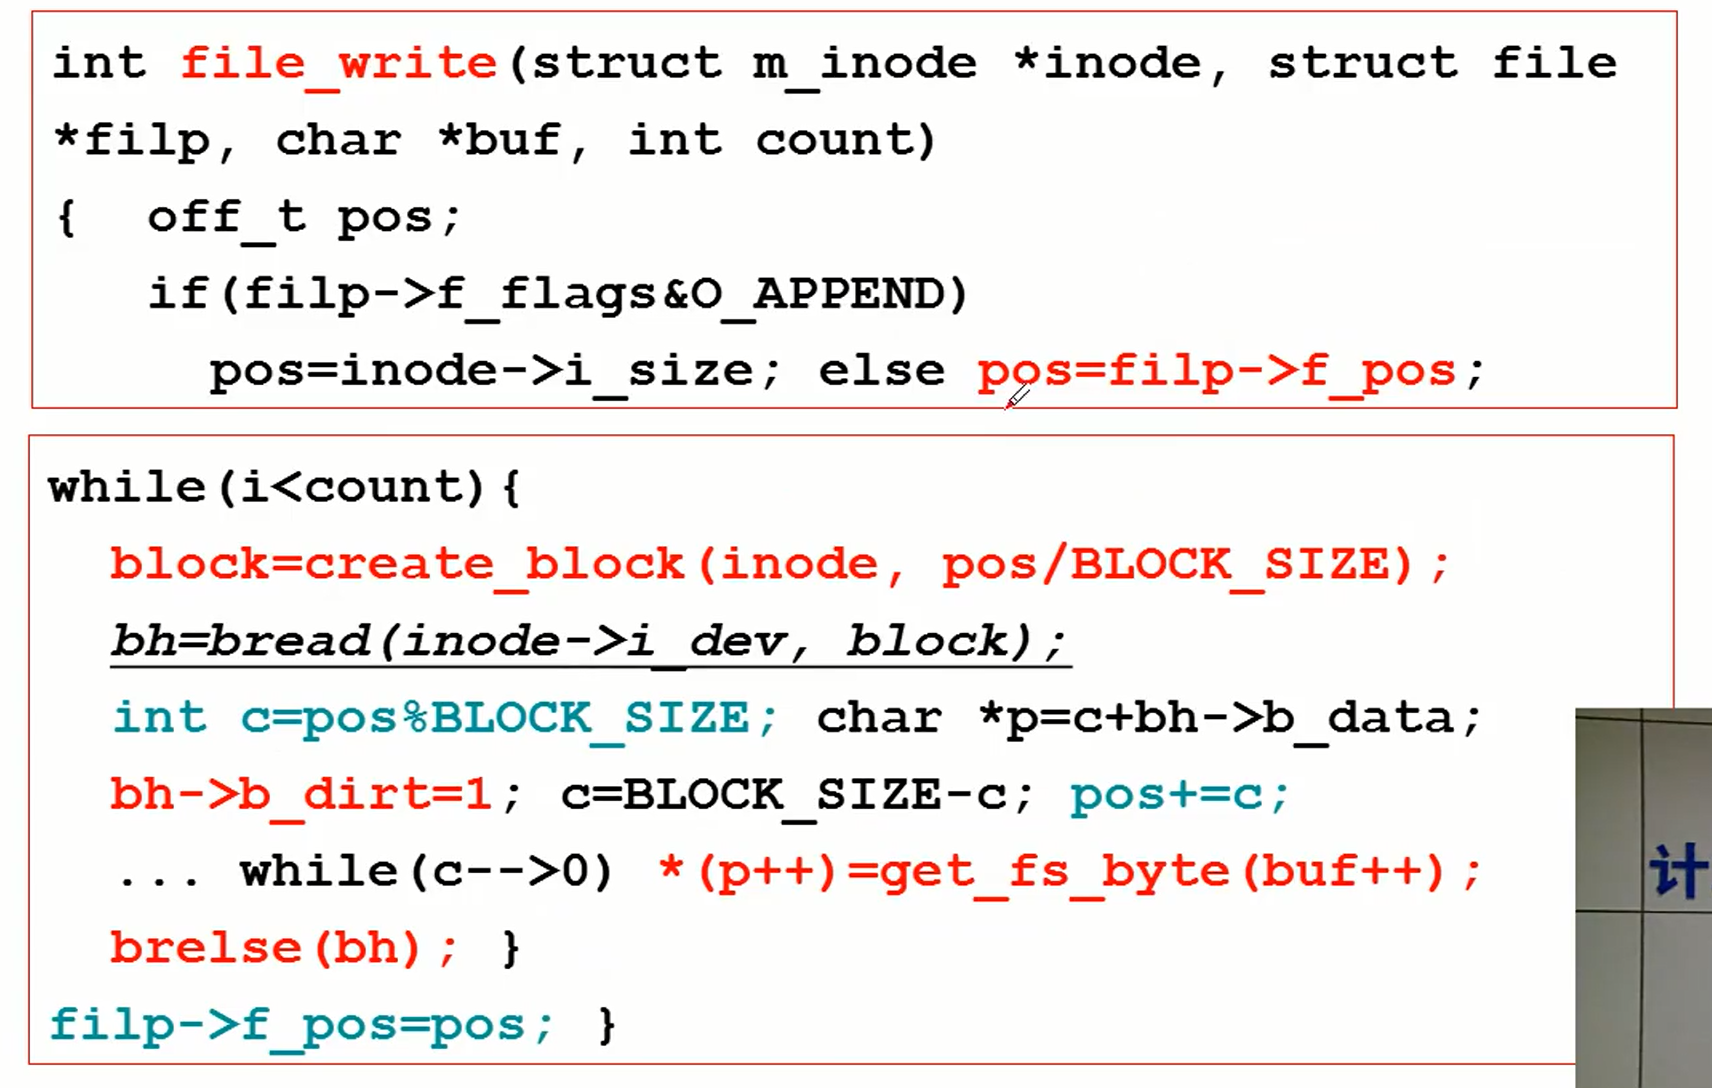 int file_write(struct m_inode *inode, struct file
*filp, char *buf, int count)
{  off_t pos;
if(filp->f_flags&O_APPEND)
pos=inode->i_size; else pos=filp->f_pos;
while(i<count){
block=create_block(inode, pos/BLOCK_SIZE);
bh=bread(inode->i_dev, block);
int c=pos%BLOCK_SIZE; char *p=c+bh->b_data;
bh->b_dirt=1; c=BLOCK_SIZE-c; pos+=c;
... while(c-->0) *(p++)=get_fs_byte(buf++);
brelse(bh); }
filp->f_pos=pos; }
计